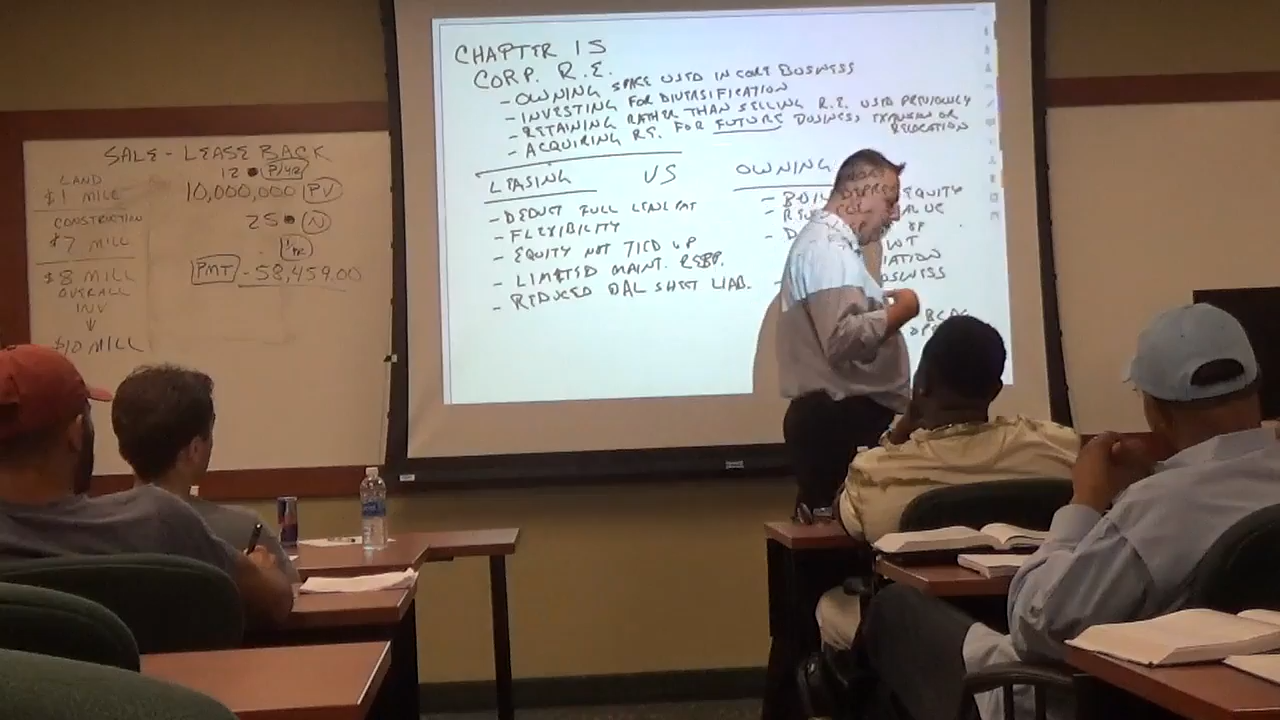 SALE - LEASE BACK
LAND
$1 MILL
CONSTRUCTION
$7 MILL
$8 MILL
OVERALL
INV
$10 MILL
12 P/YR
10,000,000 PV
25 N
I/YR
PMT -58,459.00
CHAPTER 15
CORP. R.E.
- OWNING SPACE USED IN CORE BUSINESS
- INVESTING FOR DIVERSIFICATION
- RETAINING RATHER THAN SELLING R.E. USED PREVIOUSLY
- ACQUIRING RE. FOR FUTURE BUSINESS EXPANSION OR
RELOCATION
LEASING VS OWNING
- DEDUCT FULL
- FLEXIBILITY
- EQUITY NOT TIED UP
- LIMITED MAINT. RESP.
- REDUCED BAL SHEET LIAB.
EQUITY